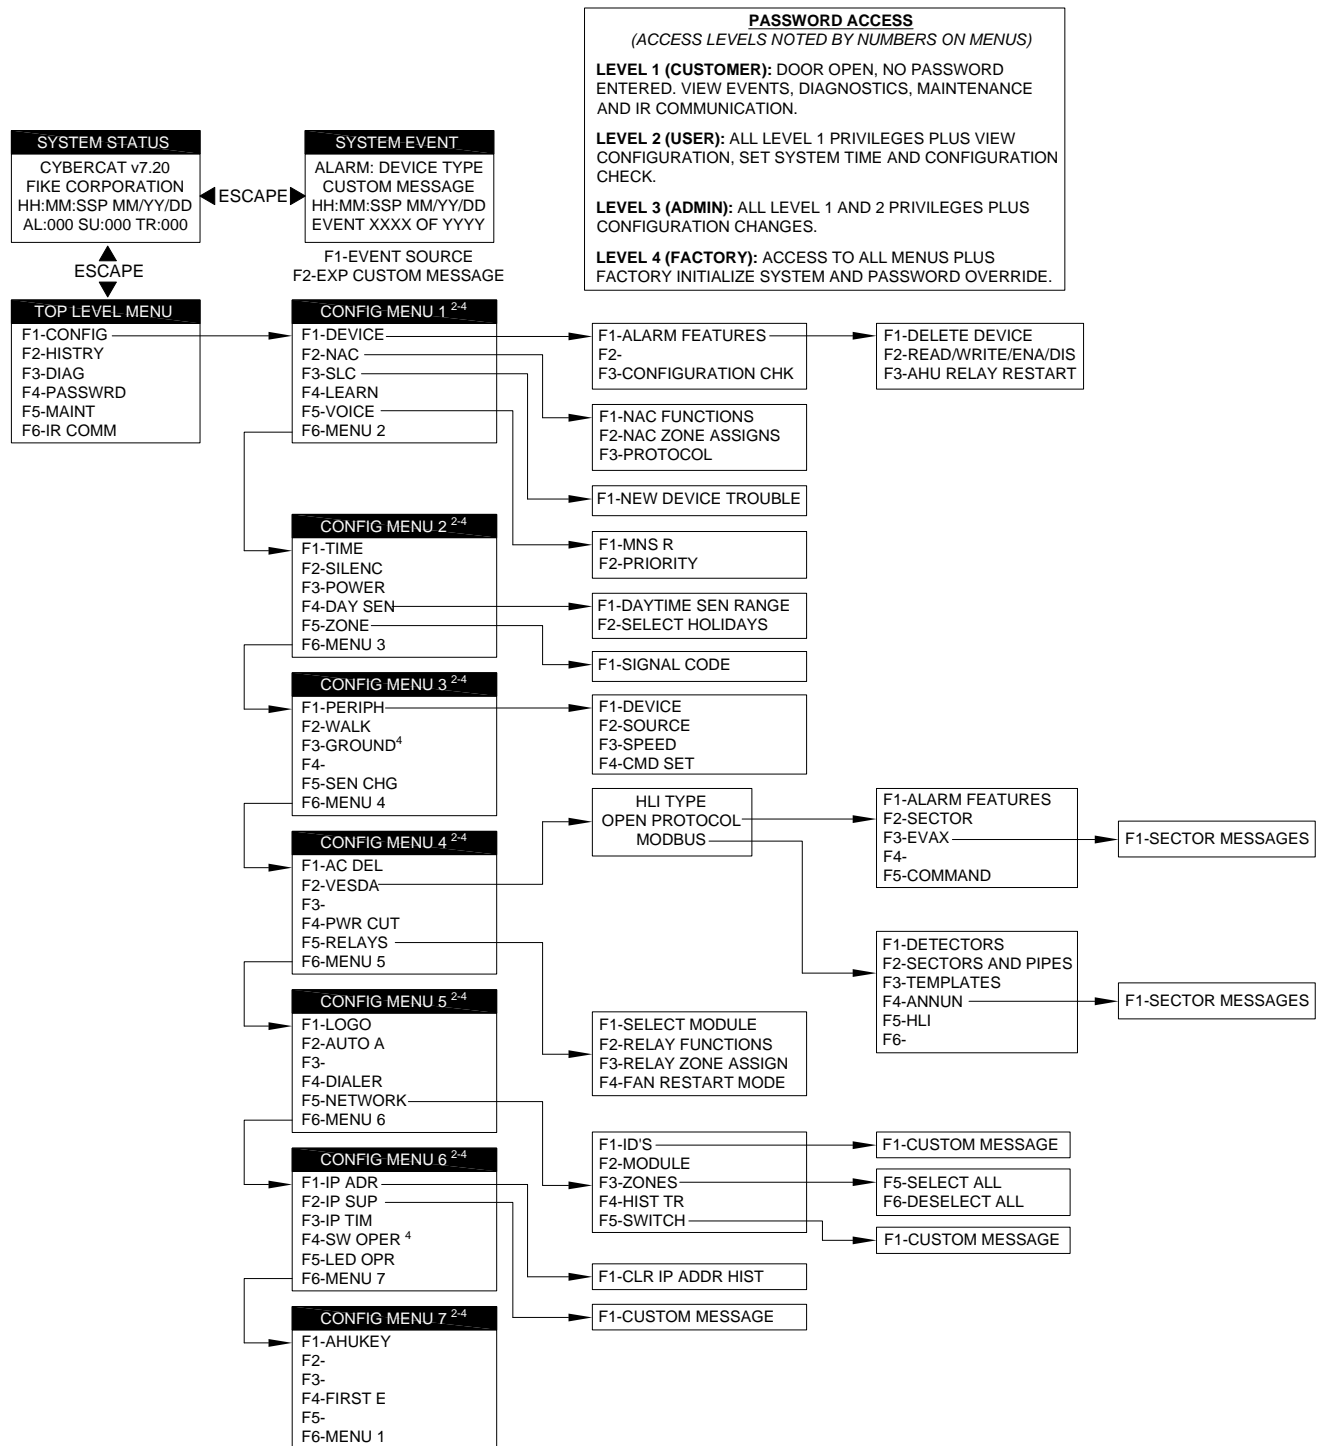 PASSWORD ACCESS
(ACCESS LEVELS NOTED BY NUMBERS ON MENUS)
LEVEL 1 (CUSTOMER): DOOR OPEN, NO PASSWORD
ENTERED. VIEW EVENTS, DIAGNOSTICS, MAINTENANCE
AND IR COMMUNICATION.
LEVEL 2 (USER): ALL LEVEL 1 PRIVILEGES PLUS VIEW
CONFIGURATION, SET SYSTEM TIME AND CONFIGURATION
CHECK.
LEVEL 3 (ADMIN): ALL LEVEL 1 AND 2 PRIVILEGES PLUS
CONFIGURATION CHANGES.
LEVEL 4 (FACTORY): ACCESS TO ALL MENUS PLUS
FACTORY INITIALIZE SYSTEM AND PASSWORD OVERRIDE.
SYSTEM STATUS
CYBERCAT v7.20
FIKE CORPORATION
HH:MM:SSP MM/YY/DD
AL:000 SU:000 TR:000
ESCAPE
SYSTEM EVENT
ALARM: DEVICE TYPE
CUSTOM MESSAGE
HH:MM:SSP MM/YY/DD
EVENT XXXX OF YYYY
F1-EVENT SOURCE
F2-EXP CUSTOM MESSAGE
ESCAPE
TOP LEVEL MENU
F1-CONFIG
F2-HISTRY
F3-DIAG
F4-PASSWRD
F5-MAINT
F6-IR COMM
CONFIG MENU 1 2-4
F1-DEVICE
F2-NAC
F3-SLC
F4-LEARN
F5-VOICE
F6-MENU 2
F1-ALARM FEATURES
F2-
F3-CONFIGURATION CHK
F1-DELETE DEVICE
F2-READ/WRITE/ENA/DIS
F3-AHU RELAY RESTART
F1-NAC FUNCTIONS
F2-NAC ZONE ASSIGNS
F3-PROTOCOL
F1-NEW DEVICE TROUBLE
F1-MNS R
F2-PRIORITY
CONFIG MENU 2 2-4
F1-TIME
F2-SILENC
F3-POWER
F4-DAY SEN
F5-ZONE
F6-MENU 3
F1-DAYTIME SEN RANGE
F2-SELECT HOLIDAYS
F1-SIGNAL CODE
CONFIG MENU 3 2-4
F1-PERIPH
F2-WALK
F3-GROUND4
F4-
F5-SEN CHG
F6-MENU 4
F1-DEVICE
F2-SOURCE
F3-SPEED
F4-CMD SET
CONFIG MENU 4 2-4
F1-AC DEL
F2-VESDA
F3-
F4-PWR CUT
F5-RELAYS
F6-MENU 5
HLI TYPE
OPEN PROTOCOL
MODBUS
F1-ALARM FEATURES
F2-SECTOR
F3-EVAX
F4-
F5-COMMAND
F1-SECTOR MESSAGES
F1-DETECTORS
F2-SECTORS AND PIPES
F3-TEMPLATES
F4-ANNUN
F5-HLI
F6-
F1-SECTOR MESSAGES
CONFIG MENU 5 2-4
F1-LOGO
F2-AUTO A
F3-
F4-DIALER
F5-NETWORK
F6-MENU 6
F1-SELECT MODULE
F2-RELAY FUNCTIONS
F3-RELAY ZONE ASSIGN
F4-FAN RESTART MODE
F1-ID'S
F2-MODULE
F3-ZONES
F4-HIST TR
F5-SWITCH
F1-CUSTOM MESSAGE
F5-SELECT ALL
F6-DESELECT ALL
F1-CUSTOM MESSAGE
CONFIG MENU 6 2-4
F1-IP ADR
F2-IP SUP
F3-IP TIM
F4-SW OPER 4
F5-LED OPR
F6-MENU 7
F1-CLR IP ADDR HIST
F1-CUSTOM MESSAGE
CONFIG MENU 7 2-4
F1-AHUKEY
F2-
F3-
F4-FIRST E
F5-
F6-MENU 1